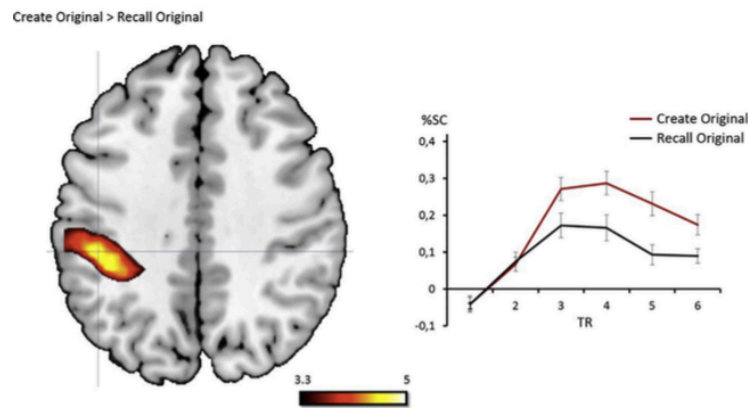 Create Original > Recall Original
%SC
Create Original
Recall Original
0,4
0,3
0,2
0,1
0
-0,1
1 2 3 4 5 6
TR
3.3 5